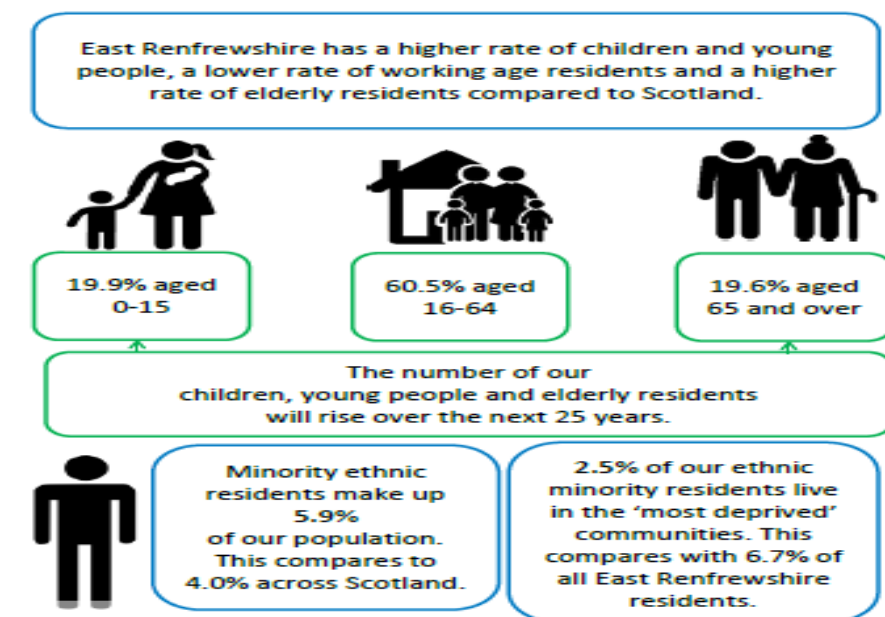 East Renfrewshire has a higher rate of children and young
people, a lower rate of working age residents and a higher
rate of elderly residents compared to Scotland.
19.9% aged
0-15
60.5% aged
16-64
19.6% aged
65 and over
The number of our
children, young people and elderly residents
will rise over the next 25 years.
Minority ethnic
residents make up
5.9%
of our population.
This compares to
4.0% across Scotland.
2.5% of our ethnic
minority residents live
in the ‘most deprived’
communities. This
compares with 6.7% of
all East Renfrewshire
residents.